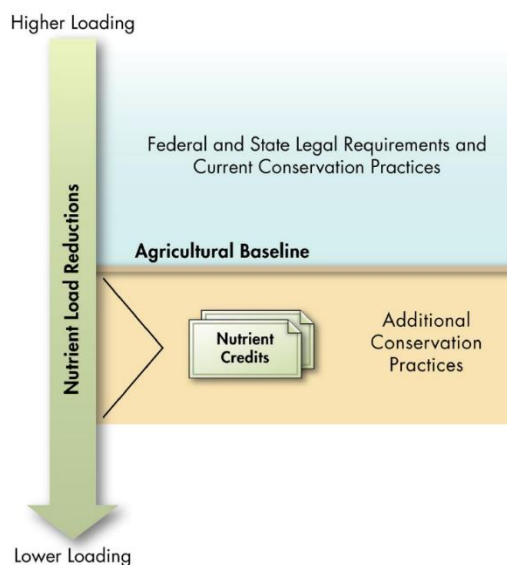 Higher Loading
Federal and State Legal Requirements and
Current Conservation Practices
Nutrient Load Reductions
Agricultural Baseline
Nutrient
Credits
Additional
Conservation
Practices
Lower Loading